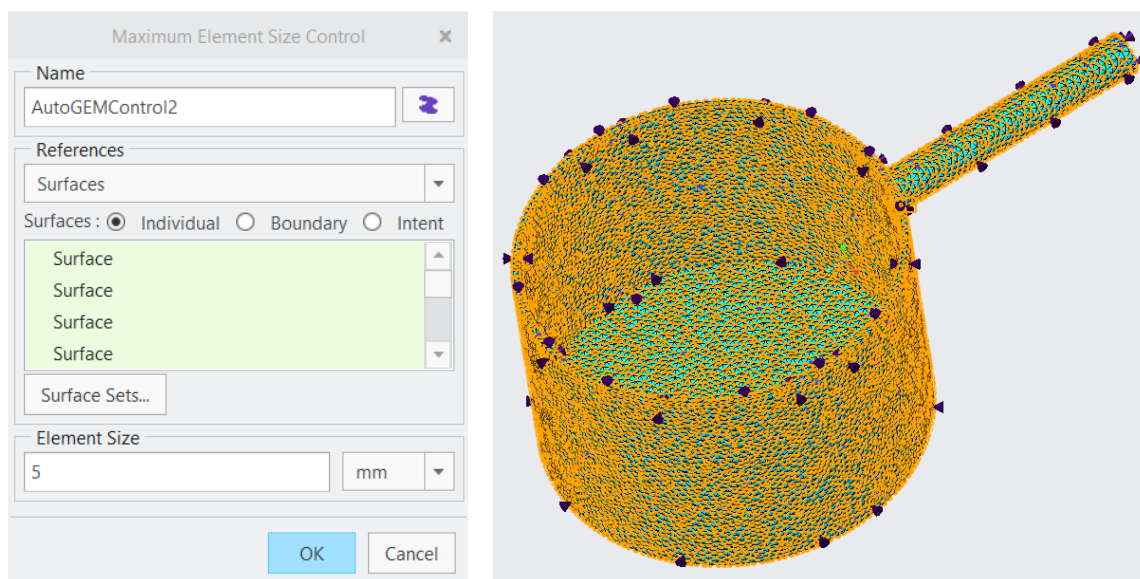 Maximum Element Size Control
Name
AutoGEMControl2
References
Surfaces
Surfaces : Individual Boundary Intent
Surface
Surface
Surface
Surface
Surface Sets...
Element Size
5 mm
OK Cancel